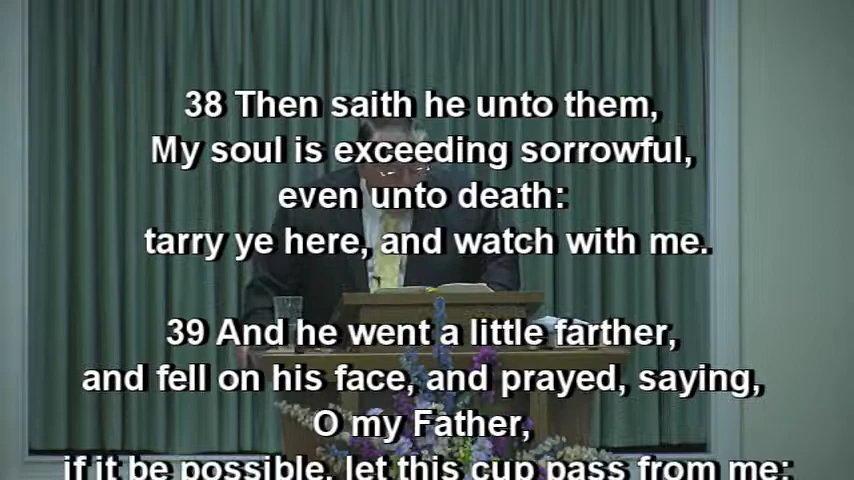 38 Then saith he unto them,
My soul is exceeding sorrowful,
even unto death:
tarry ye here, and watch with me.
39 And he went a little farther,
and fell on his face, and prayed, saying,
O my Father,
if it be possible, let this cup pass from me: